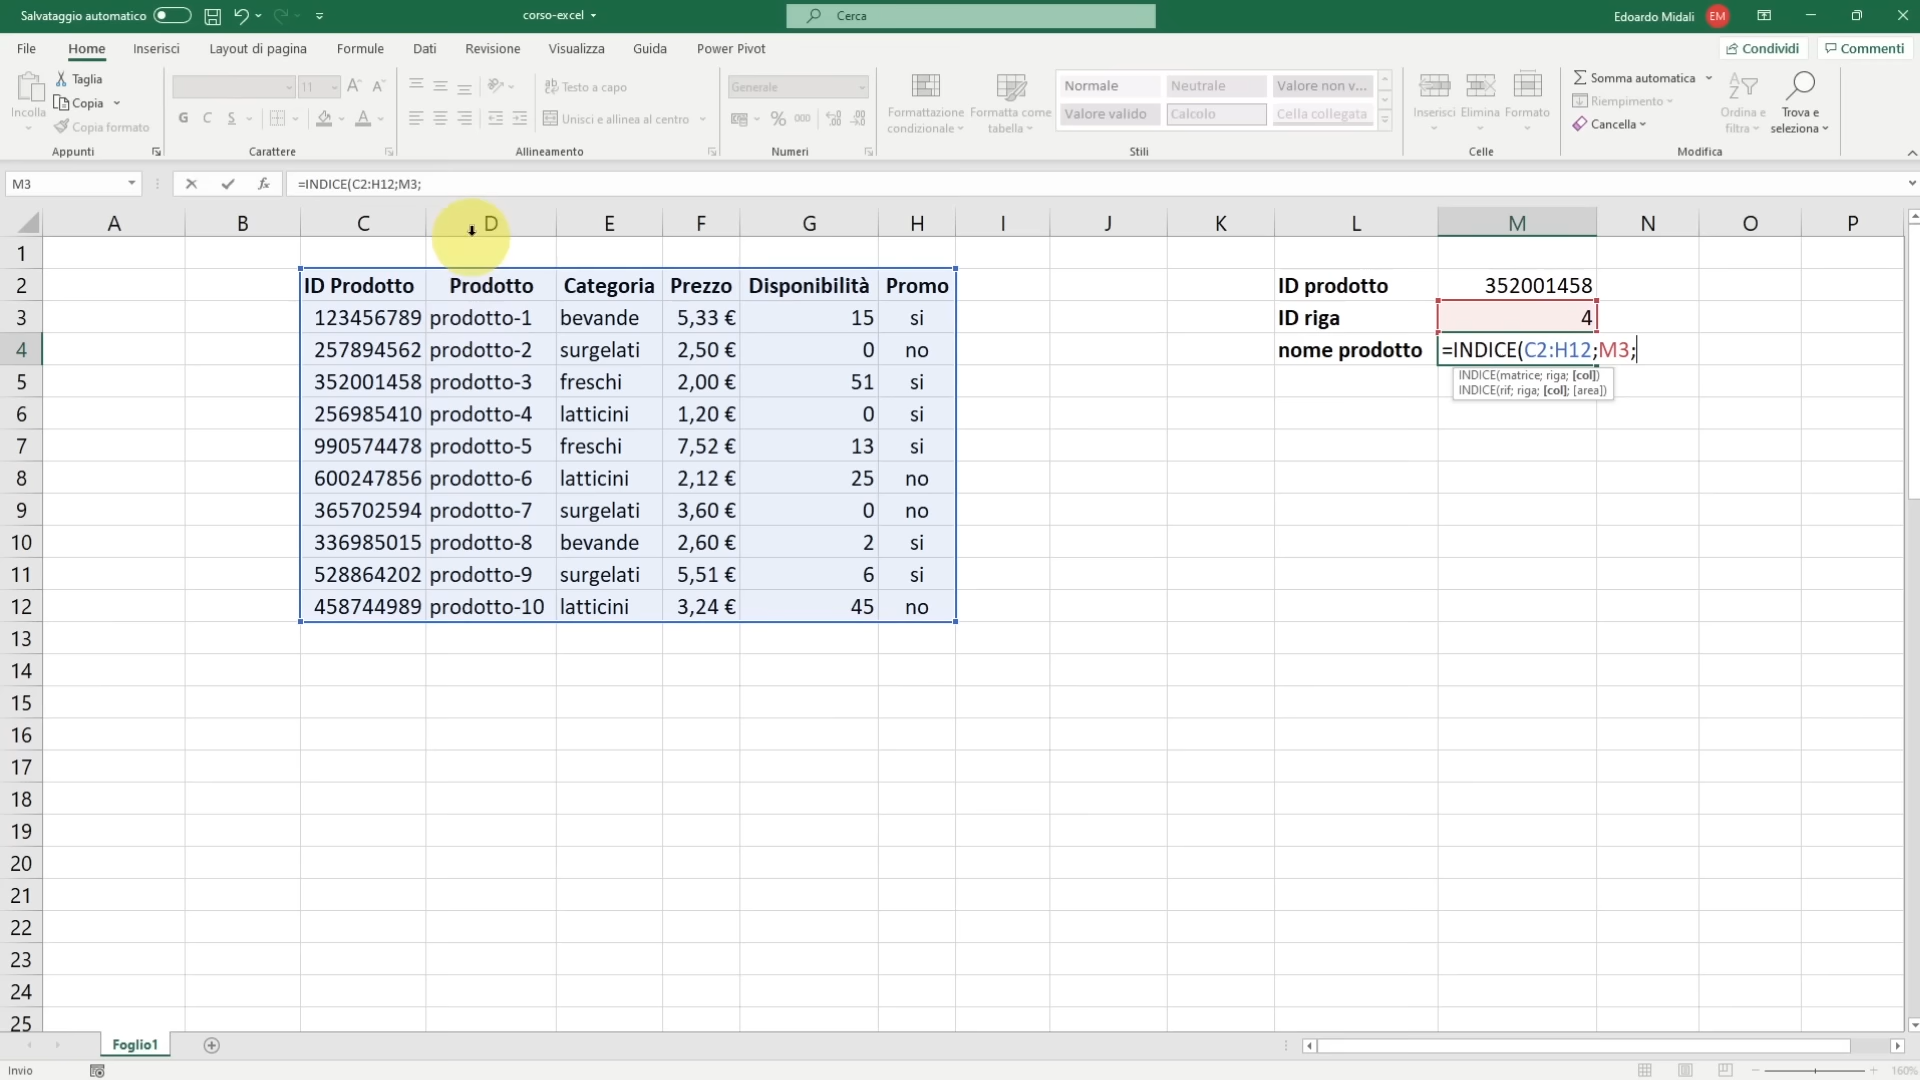 Salvataggio automatico
corso-excel
Cerca
Edoardo Midali
EM
File Home Inserisci Layout di pagina Formule Dati Revisione Visualizza Guida Power Pivot
Condividi
Commenti
Incolla
Taglia
Copia
Copia formato
Appunti
11
G C S
Carattere
Testo a capo
Unisci e allinea al centro
Allineamento
Generale
% 000
Numeri
Formattazione condizionale
Formatta come tabella
Normale Neutrale Valore non v...
Valore valido Calcolo Cella collegata
Stili
Inserisci Elimina Formato
Celle
Somma automatica
Riempimento
Cancella
Ordina e filtra
Trova e seleziona
Modifica
M3
fx
=INDICE(C2:H12;M3;
A B C D E F G H I J K L M N O P
1
2 ID Prodotto Prodotto Categoria Prezzo Disponibilità Promo ID prodotto 352001458
3 123456789 prodotto-1 bevande 5,33 € 15 si ID riga 4
4 257894562 prodotto-2 surgelati 2,50 € 0 no nome prodotto =INDICE(C2:H12;M3;
INDICE(matrice; riga; [col])
INDICE(rif; riga; [col]; [area])
5 352001458 prodotto-3 freschi 2,00 € 51 si
6 256985410 prodotto-4 latticini 1,20 € 0 si
7 990574478 prodotto-5 freschi 7,52 € 13 si
8 600247856 prodotto-6 latticini 2,12 € 25 no
9 365702594 prodotto-7 surgelati 3,60 € 0 no
10 336985015 prodotto-8 bevande 2,60 € 2 si
11 528864202 prodotto-9 surgelati 5,51 € 6 si
12 458744989 prodotto-10 latticini 3,24 € 45 no
13
14
15
16
17
18
19
20
21
22
23
24
25
Foglio1
Invio
160%